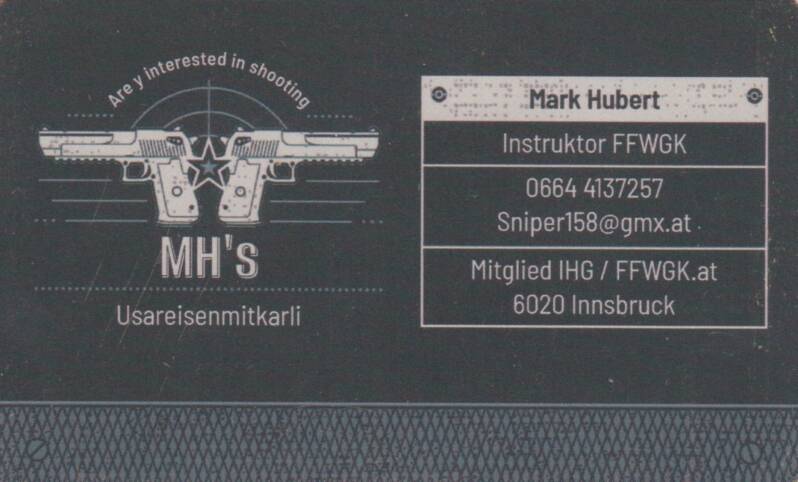 Are y interested in shooting
MH's
Usareisenmitkarli
Mark Hubert
Instruktor FFWGK
0664 4137257
Sniper158@gmx.at
Mitglied IHG / FFWGK.at
6020 Innsbruck